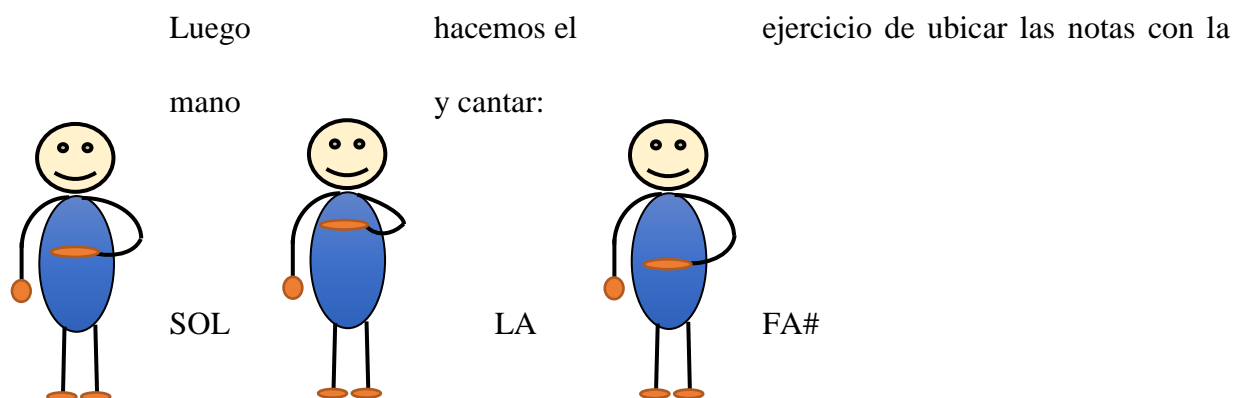 Luego hacemos el ejercicio de ubicar las notas con la
mano y cantar:
SOL LA FA#